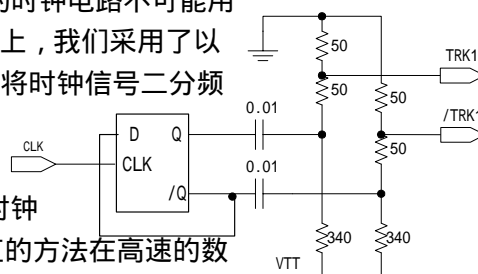 的时钟电路不可能用
上，我们采用了以
将时钟信号二分频
50
TRK1
50
50
/TRK1
0.01
D Q
CLK
CLK
0.01
50
/Q
时钟
的方法在高速的数
340
340
VTT